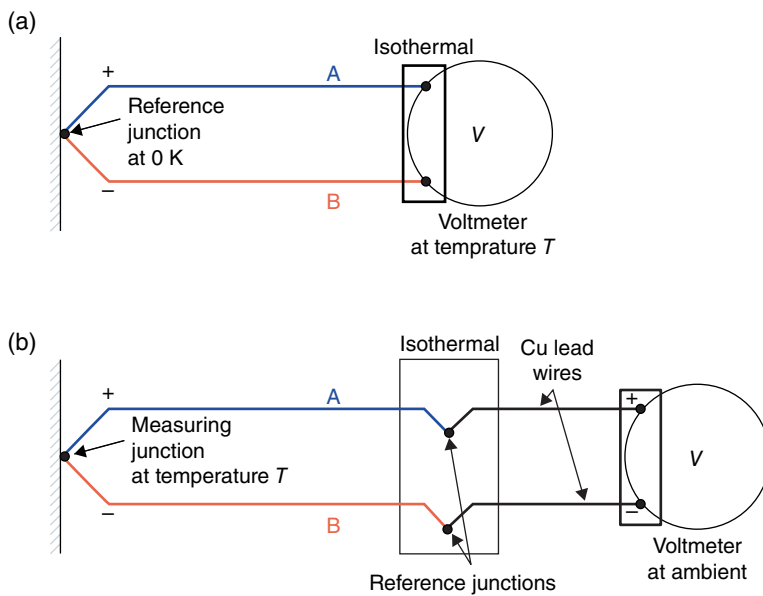 (a)
Isothermal
+
A
Reference
junction
at 0 K
V
–
B
Voltmeter
at temprature T
(b)
Isothermal
Cu lead
wires
+
A
+
Measuring
junction
at temperature T
V
–
B
–
Reference junctions
Voltmeter
at ambient